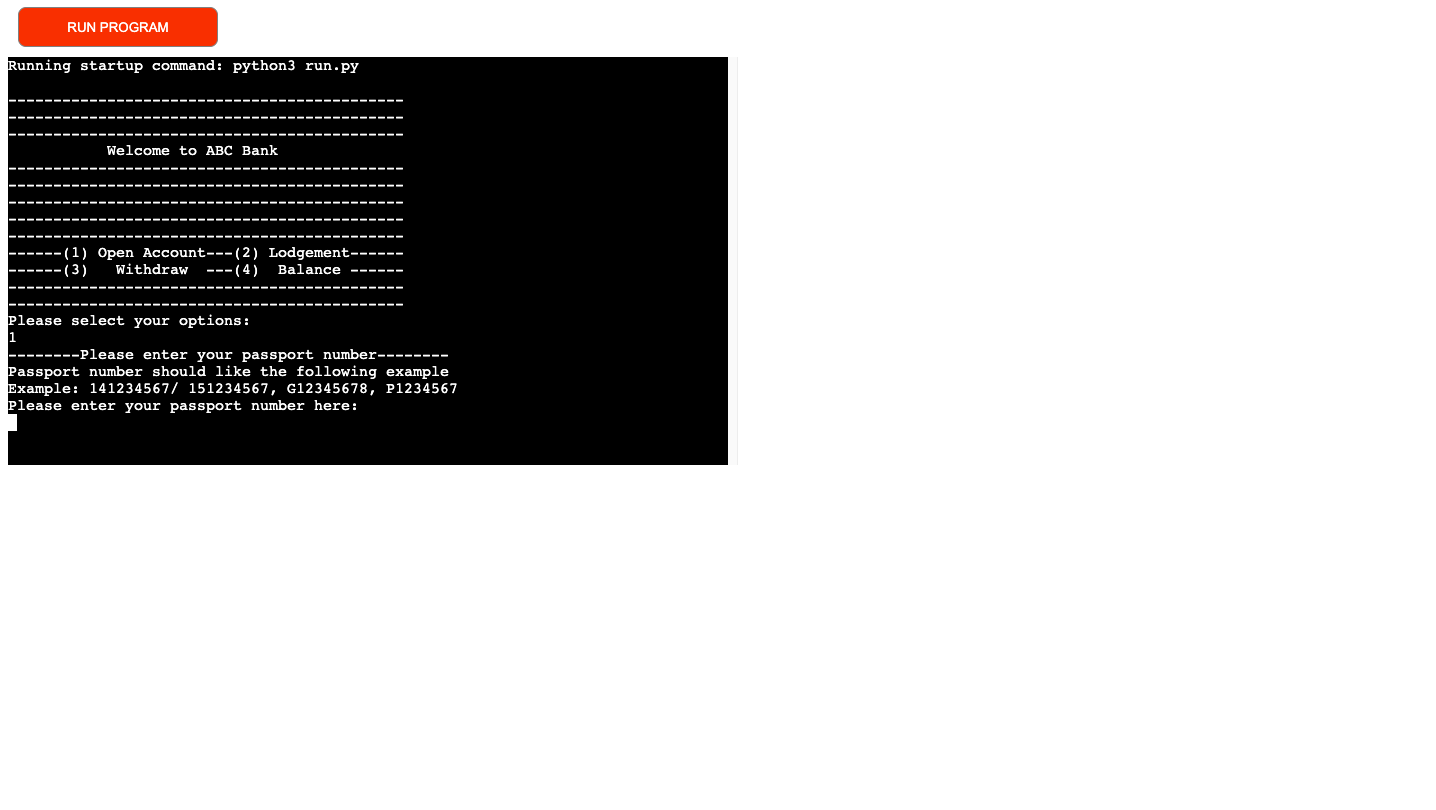 RUN PROGRAM
Running startup command: python3 run.py
--------------------------------------------
--------------------------------------------
--------------------------------------------
           Welcome to ABC Bank
--------------------------------------------
--------------------------------------------
--------------------------------------------
--------------------------------------------
--------------------------------------------
------(1) Open Account---(2) Lodgement------
------(3)   Withdraw  ---(4)  Balance ------
--------------------------------------------
--------------------------------------------
Please select your options:
1
--------Please enter your passport number--------
Passport number should like the following example
Example: 141234567/ 151234567, G12345678, P1234567
Please enter your passport number here: